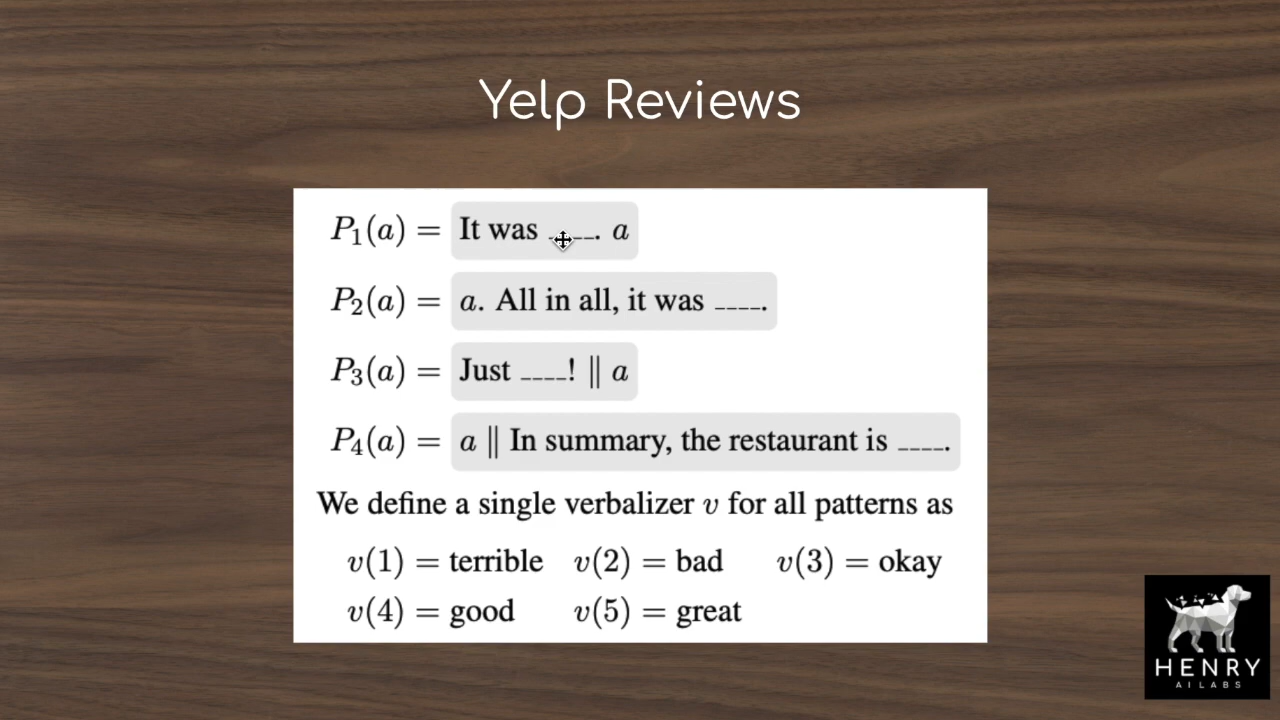 Yelp Reviews
P₁(a) = It was ____. a
P₂(a) = a. All in all, it was ____.
P₃(a) = Just ____! ‖ a
P₄(a) = a ‖ In summary, the restaurant is ____.
We define a single verbalizer v for all patterns as
v(1) = terrible v(2) = bad v(3) = okay
v(4) = good v(5) = great
HENRY
AI LABS